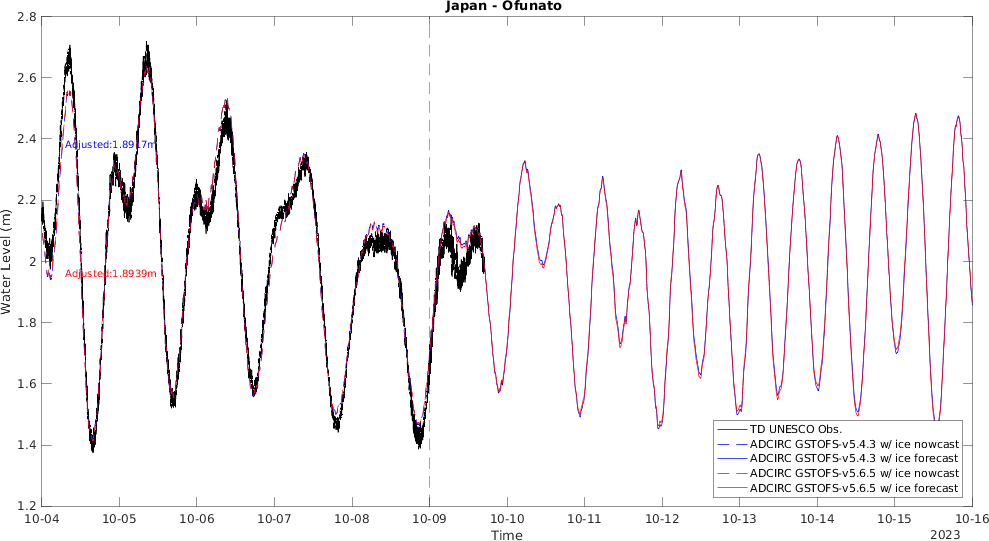 Japan - Ofunato
Water Level (m)
2.8
2.6
2.4
2.2
2
1.8
1.6
1.4
1.2
Adjusted:1.8917m
Adjusted:1.8939m
TD UNESCO Obs.
ADCIRC GSTOFS-v5.4.3 w/ ice nowcast
ADCIRC GSTOFS-v5.4.3 w/ ice forecast
ADCIRC GSTOFS-v5.6.5 w/ ice nowcast
ADCIRC GSTOFS-v5.6.5 w/ ice forecast
10-04 10-05 10-06 10-07 10-08 10-09 10-10 10-11 10-12 10-13 10-14 10-15 10-16
Time
2023